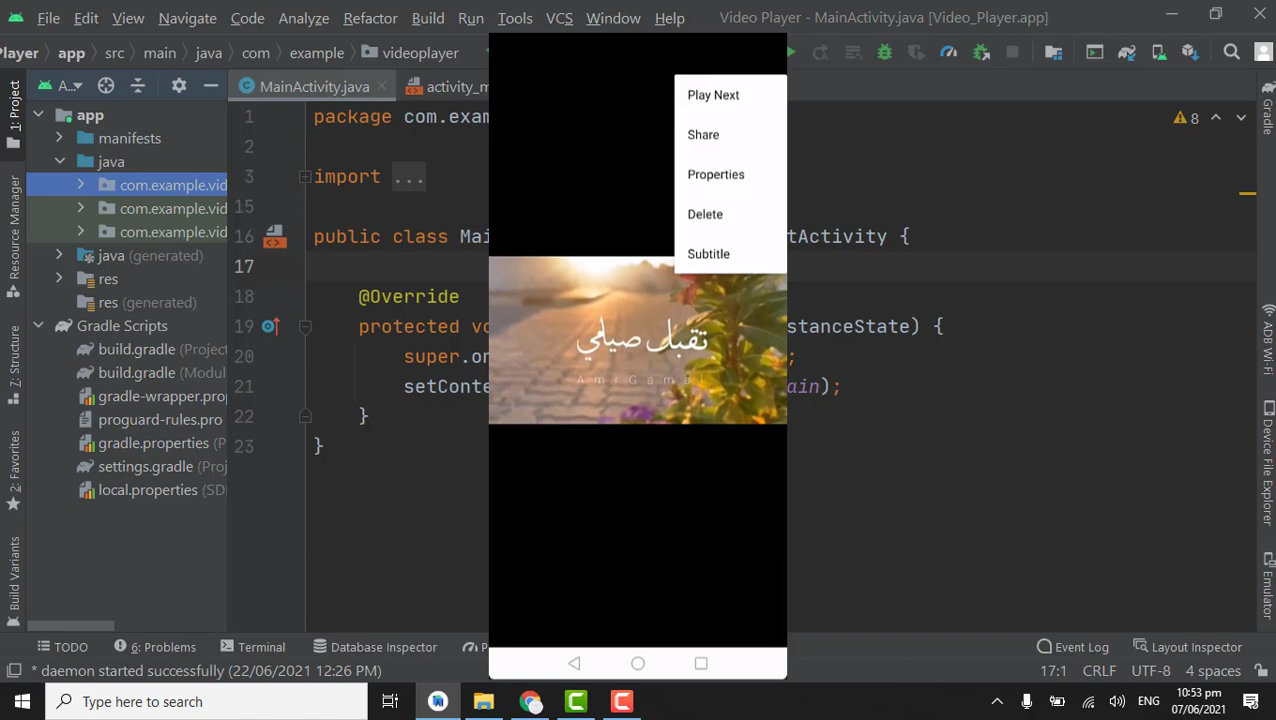 File Edit View Navigate Code Analyze Refactor Build Run Tools VCS Window Help Video Player - MainActivity.java [Video_Player.app]
Player app src main java com example videoplayer
1: Project
Resource Manager
7: Structure
2: Favorites
Build Variants
A...
app
manifests
java
com.example.vid
com.example.vid
com.example.vid
java (generated)
res
res (generated)
Gradle Scripts
build.gradle (Project
build.gradle (Modul
gradle-wrapper.prop
proguard-rules.pro
gradle.properties (P
settings.gradle (Proj
local.properties (SD
MainActivity.java activity_m
1 package com.exam
2
3 import ...
15
16 public class Mai tActivity {
17
18 @Override
19 protected vo stanceState) {
20 super.on ;
21 setConte ain);
22 }
23 }
8
Play Next
Share
Properties
Delete
Subtitle
تقبل صيامي
AmrGamal
Gradle
ADB Wi-Fi
Device File Explorer
Emulator
TODO 6: Problems Terminal Database Inspector P Event Log Layout Inspector
* daemon started successfully (22/06/2021 12:26 PM) 17:1 CRLF UTF-8 4 spaces
Type here to search ENG 10:53 pm
07/06/2021